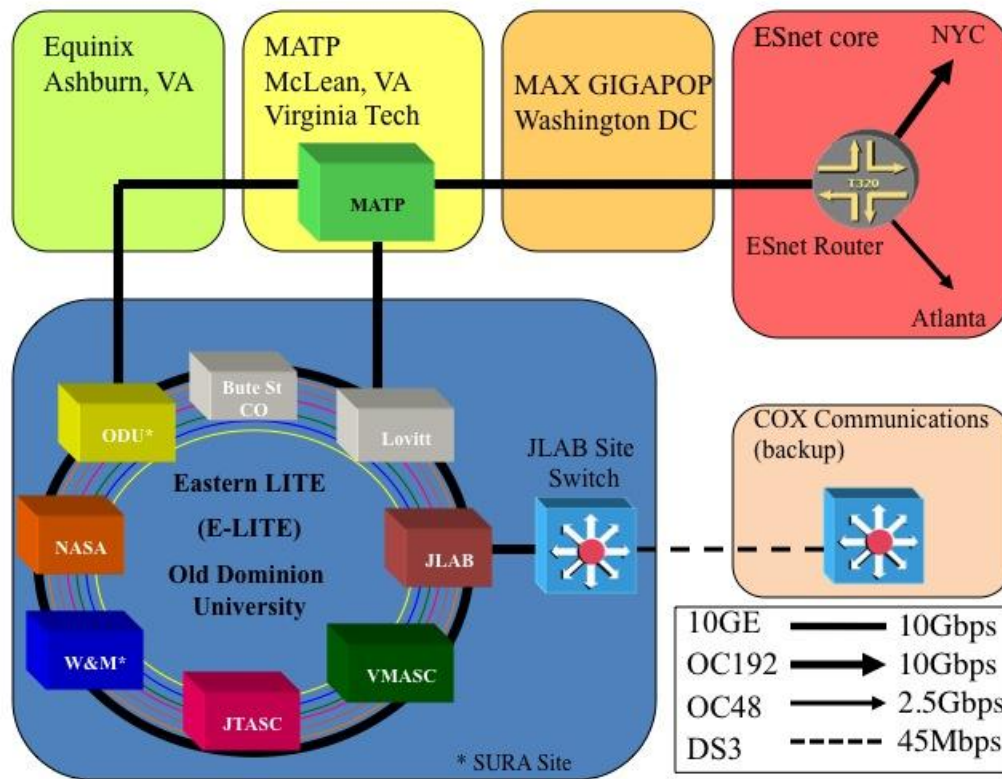 Equinix
Ashburn, VA
MATP
McLean, VA
Virginia Tech
MATP
MAX GIGAPOP
Washington DC
ESnet core
NYC
T320
ESnet Router
Atlanta
Bute St
CO
ODU*
Lovitt
Eastern LITE
(E-LITE)
Old Dominion
University
NASA
JLAB
W&M*
VMASC
JTASC
* SURA Site
JLAB Site
Switch
COX Communications
(backup)
10GE 10Gbps
OC192 10Gbps
OC48 2.5Gbps
DS3 45Mbps